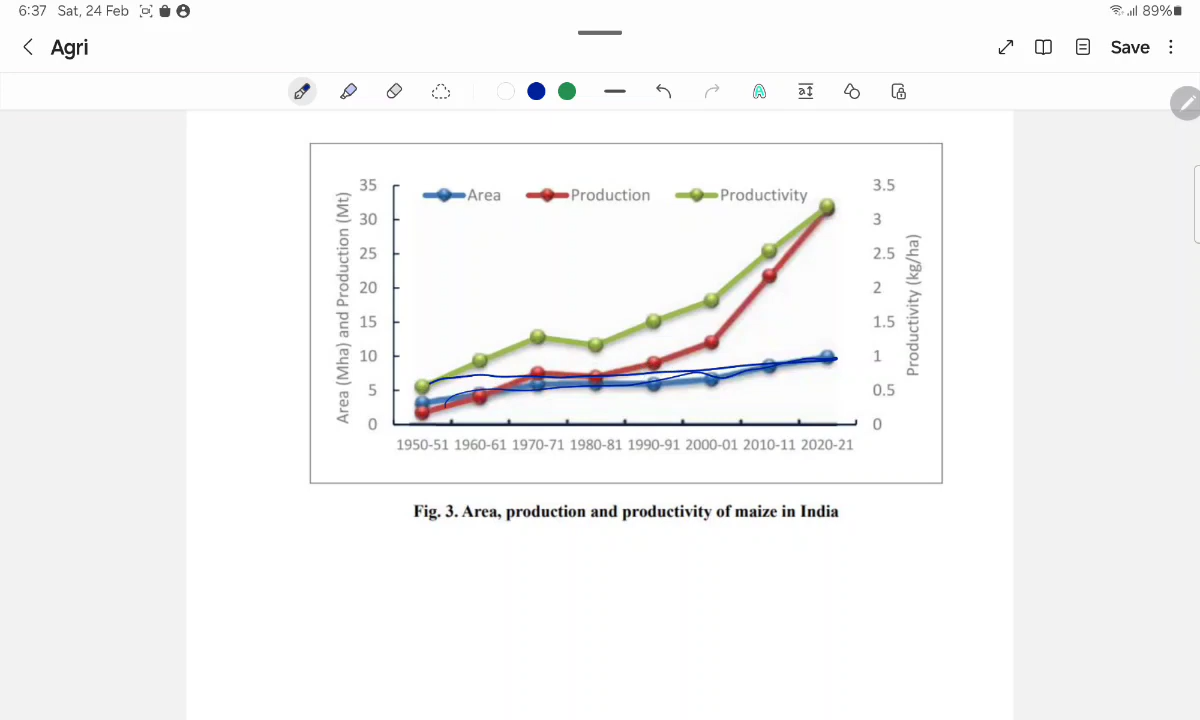 6:37 Sat, 24 Feb 89%
Agri
Save
Area Production Productivity
35 3.5
30 3
25 2.5
20 2
15 1.5
10 1
5 0.5
0 0
Area (Mha) and Production (Mt)
Productivity (kg/ha)
1950-51 1960-61 1970-71 1980-81 1990-91 2000-01 2010-11 2020-21
Fig. 3. Area, production and productivity of maize in India